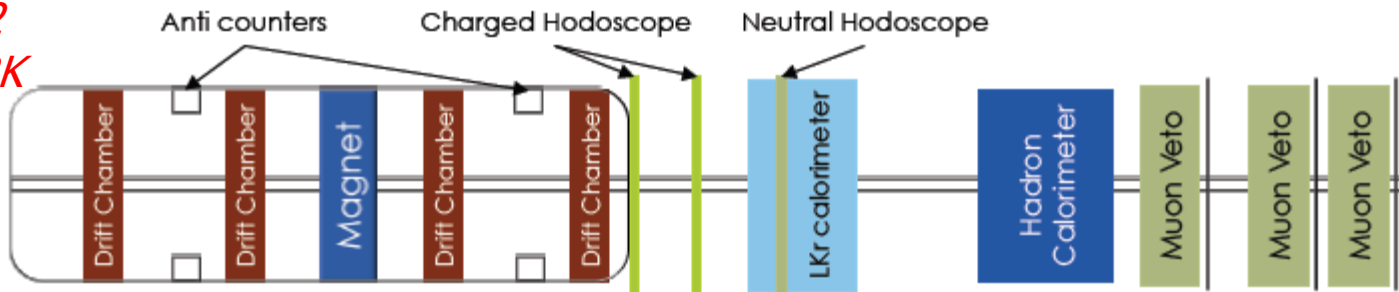 Anti counters
Charged Hodoscope
Neutral Hodoscope
Drift Chamber
Drift Chamber
Magnet
Drift Chamber
Drift Chamber
LKr calorimeter
Hadron
Calorimeter
Muon Veto
Muon Veto
Muon Veto